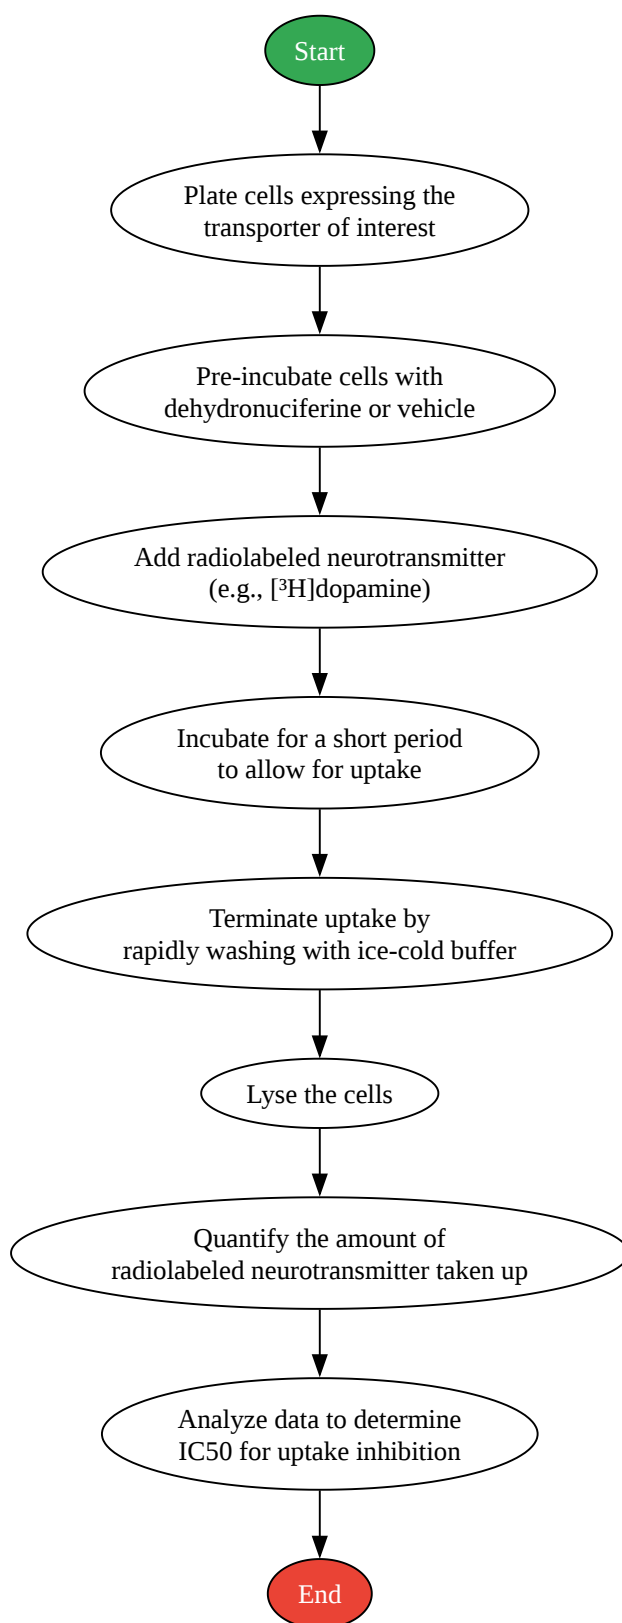 Start
Plate cells expressing the
transporter of interest
Pre-incubate cells with
dehydronuciferine or vehicle
Add radiolabeled neurotransmitter
(e.g., [³H]dopamine)
Incubate for a short period
to allow for uptake
Terminate uptake by
rapidly washing with ice-cold buffer
Lyse the cells
Quantify the amount of
radiolabeled neurotransmitter taken up
Analyze data to determine
IC50 for uptake inhibition
End